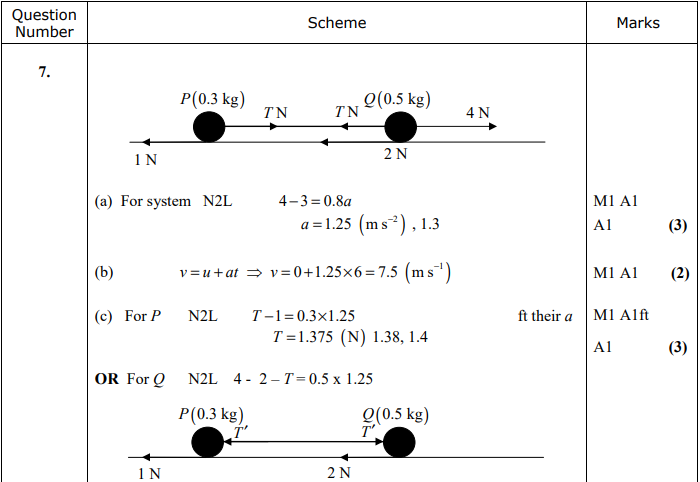 Question Number Scheme Marks
7.
P(0.3 kg) Q(0.5 kg)
T N T N 4 N
1 N 2 N
(a) For system N2L 4 − 3 = 0.8a M1 A1
a = 1.25 (m s⁻²) , 1.3 A1 (3)
(b) v = u + at ⇒ v = 0 + 1.25 × 6 = 7.5 (m s⁻¹) M1 A1 (2)
(c) For P N2L T − 1 = 0.3 × 1.25 ft their a M1 A1ft
T = 1.375 (N) 1.38, 1.4 A1 (3)
OR For Q N2L 4 - 2 – T = 0.5 x 1.25
P(0.3 kg) Q(0.5 kg)
T′ T′
1 N 2 N